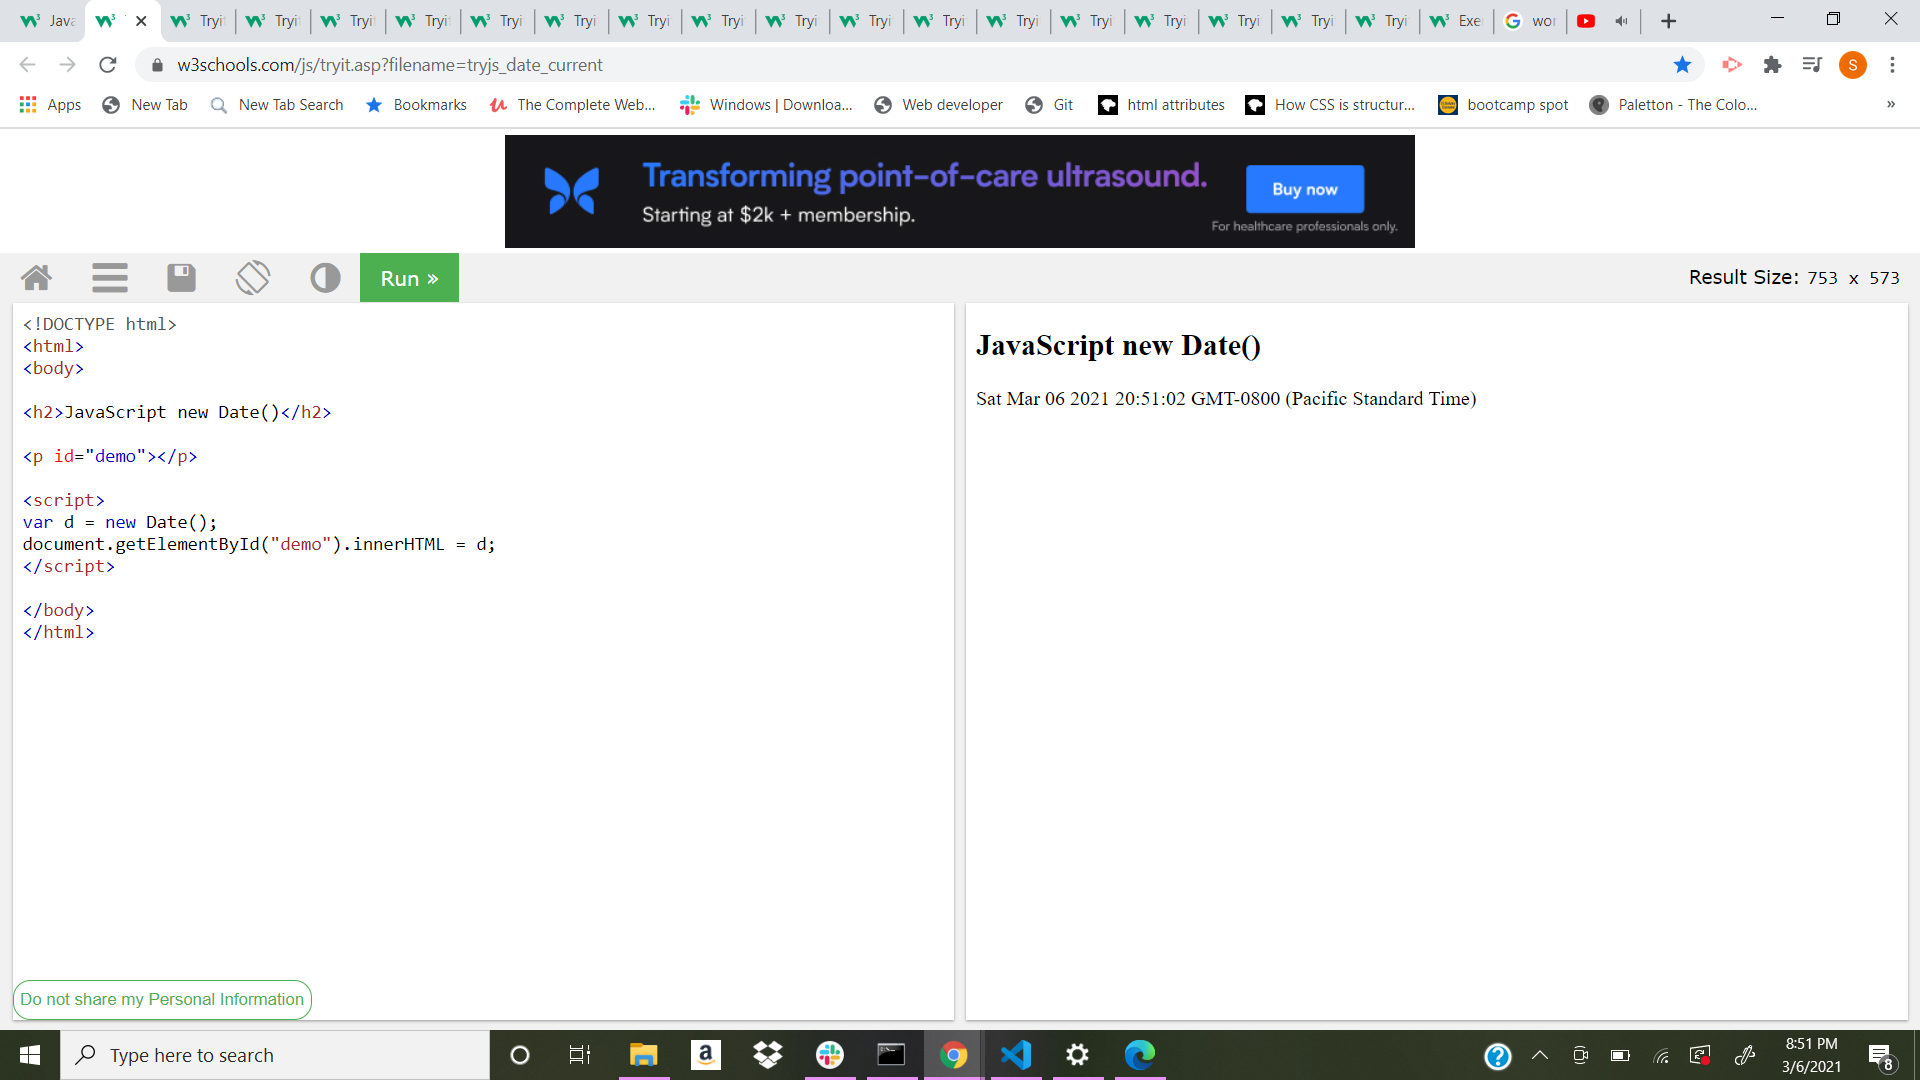 Java
Tryit
Tryit
Tryit
Tryi
Tryi
Tryi
Tryi
Tryi
Tryi
Tryi
Tryi
Tryi
Tryi
Tryi
Tryi
Tryi
Tryi
Exe
wor
w3schools.com/js/tryit.asp?filename=tryjs_date_current
S
Apps
New Tab
New Tab Search
Bookmarks
The Complete Web...
Windows | Downloa...
Web developer
Git
html attributes
How CSS is structur...
bootcamp spot
Paletton - The Colo...
»
Transforming point-of-care ultrasound.
Starting at $2k + membership.
Buy now
For healthcare professionals only.
Run »
Result Size: 753 x 573
<!DOCTYPE html>
<html>
<body>
<h2>JavaScript new Date()</h2>
<p id="demo"></p>
<script>
var d = new Date();
document.getElementById("demo").innerHTML = d;
</script>
</body>
</html>
JavaScript new Date()
Sat Mar 06 2021 20:51:02 GMT-0800 (Pacific Standard Time)
Do not share my Personal Information
Type here to search
8:51 PM
3/6/2021
8